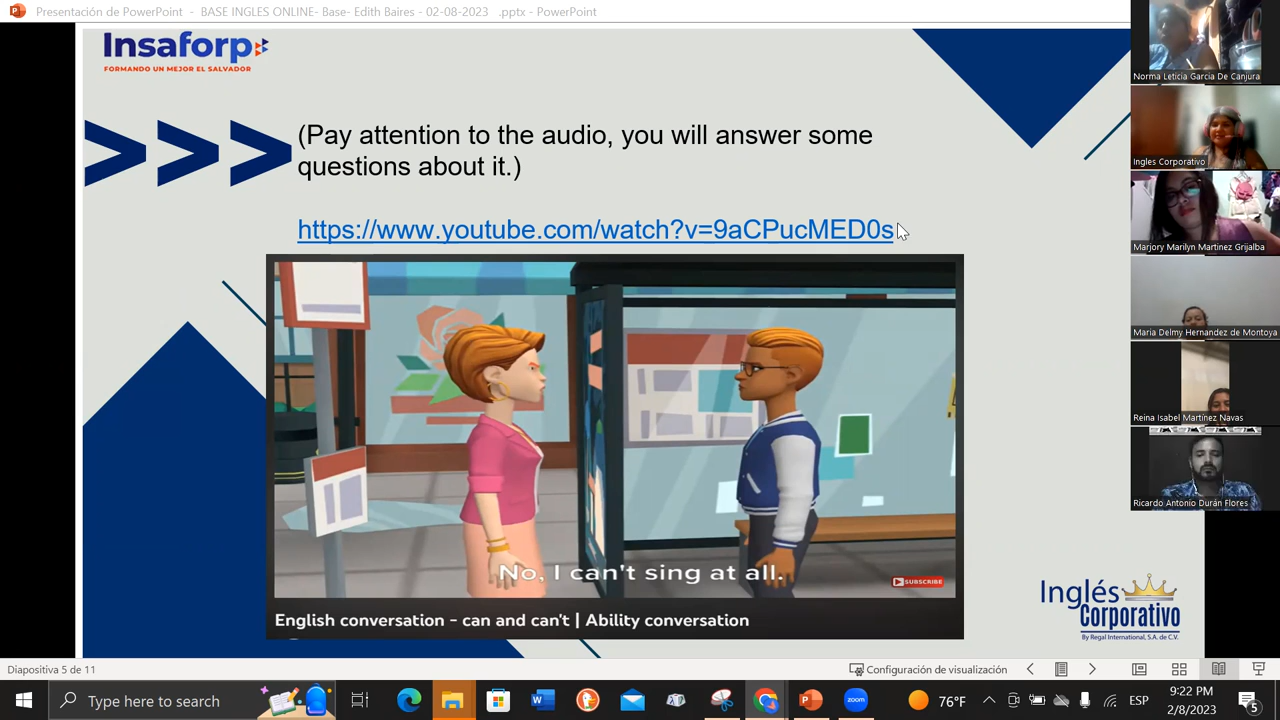 Presentación de PowerPoint - BASE INGLES ONLINE- Base- Edith Baires - 02-08-2023 .pptx - PowerPoint
Insaforp
FORMANDO UN MEJOR EL SALVADOR
(Pay attention to the audio, you will answer some
questions about it.)
https://www.youtube.com/watch?v=9aCPucMED0s
No, I can't sing at all.
SUBSCRIBE
English conversation - can and can't | Ability conversation
Norma Leticia Garcia De Canjura
Ingles Corporativo
Marjory Marilyn Martinez Grijalba
Maria Delmy Hernandez de Montoya
Reina Isabel Martinez Navas
Ricardo Antonio Durán Flores
Inglés
Corporativo
By Regal International, S.A. de C.V.
Diapositiva 5 de 11
Configuración de visualización
Type here to search
zoom
76°F
ESP
9:22 PM
2/8/2023
5